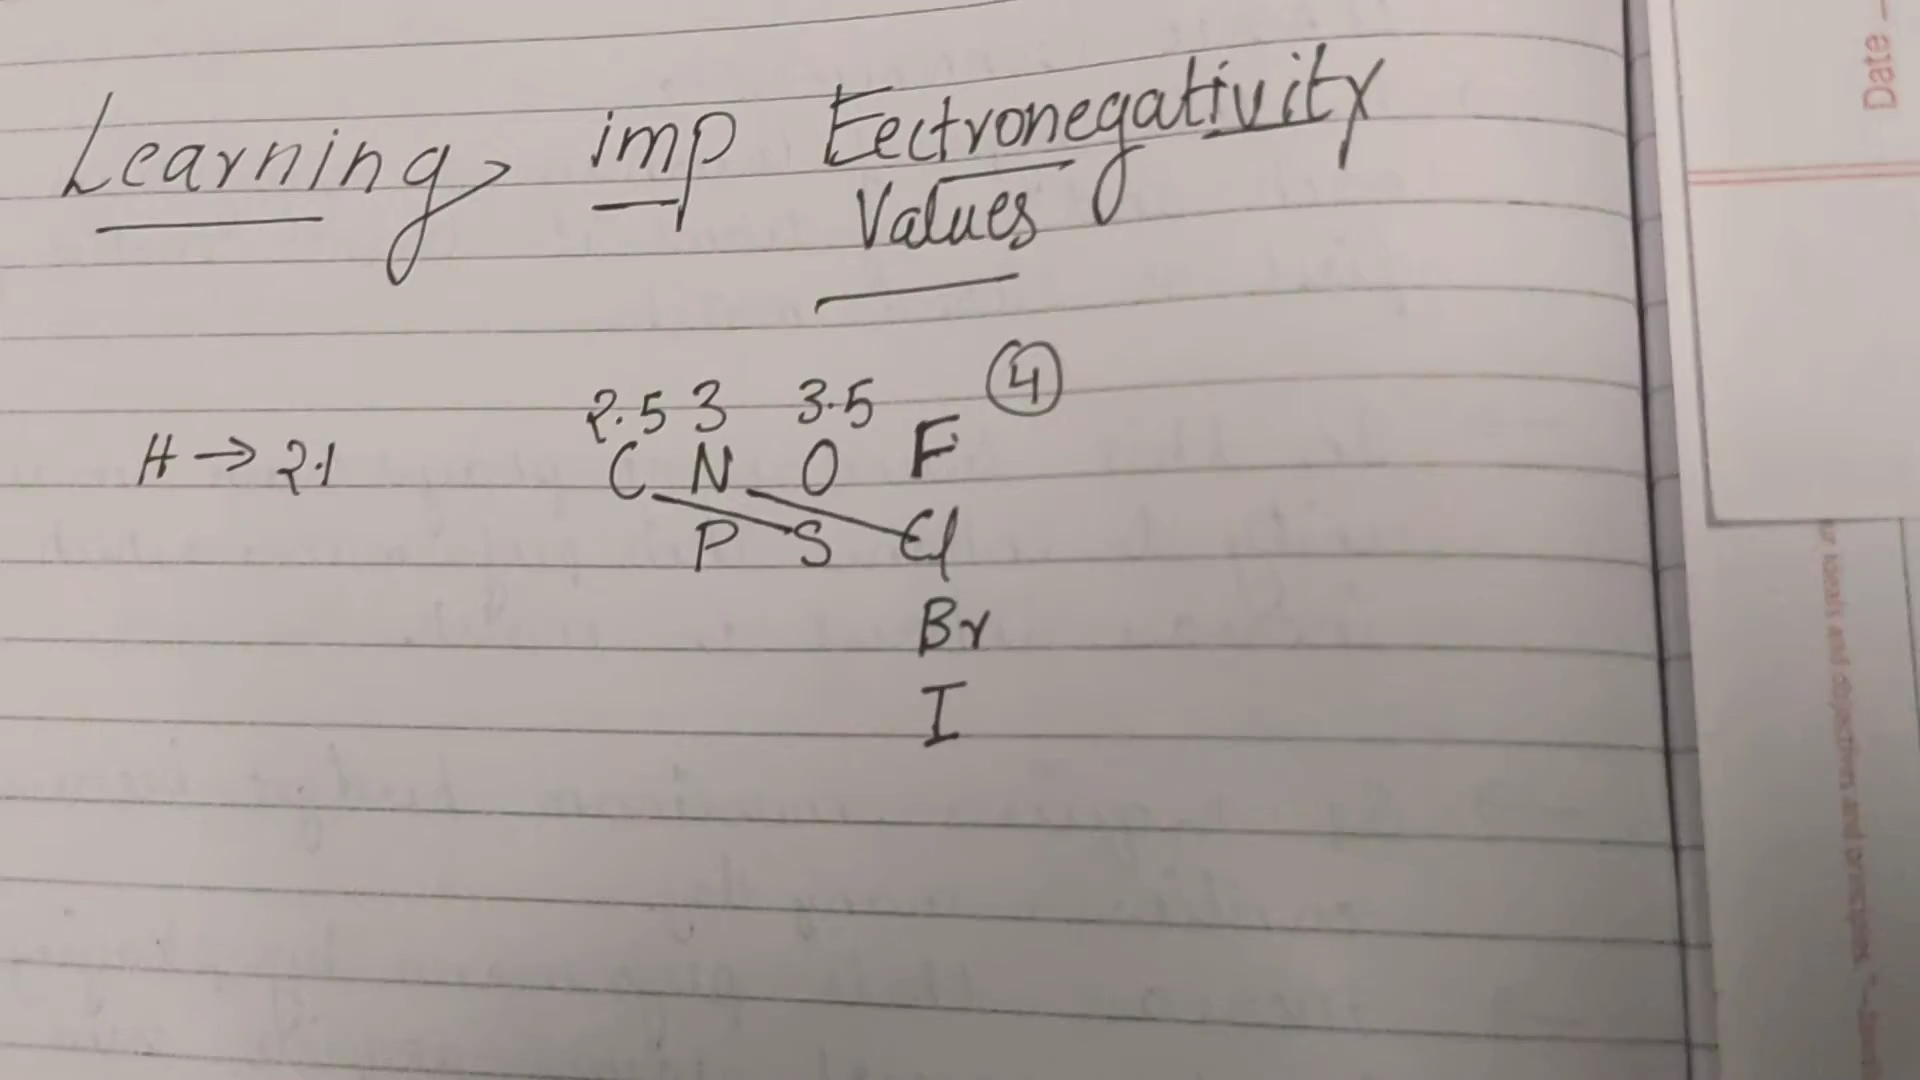 Learning imp Eectronegativity
Values
2.5 3 3.5 4
H → 2.1 C N O F
P S Cl
Br
I
Date